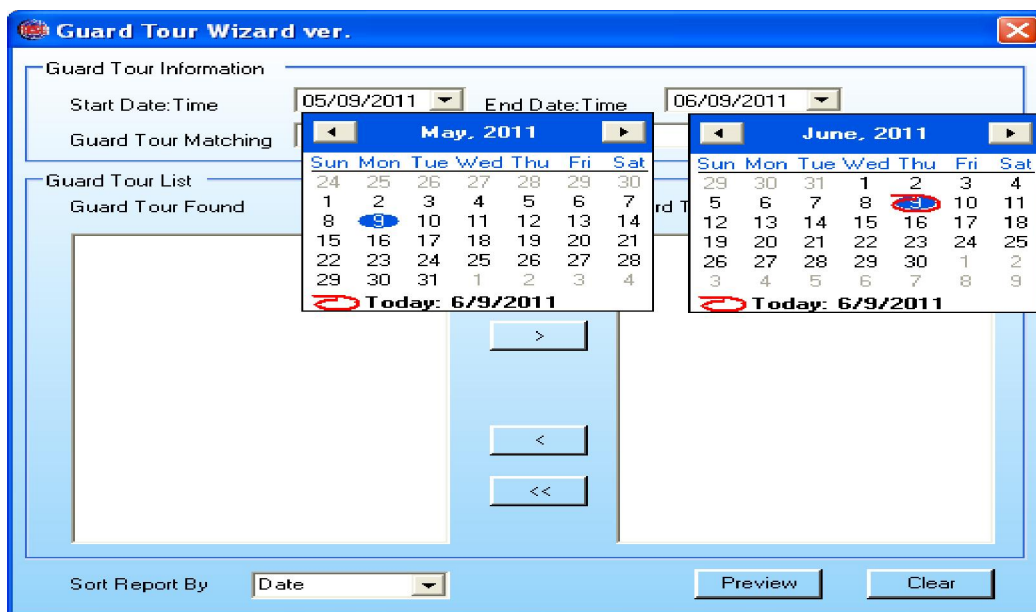 Guard Tour Wizard ver.
Guard Tour Information
Start Date:Time 05/09/2011 End Date:Time 06/09/2011
Guard Tour Matching
May, 2011
Sun Mon Tue Wed Thu Fri Sat
24 25 26 27 28 29 30
1 2 3 4 5 6 7
8 9 10 11 12 13 14
15 16 17 18 19 20 21
22 23 24 25 26 27 28
29 30 31 1 2 3 4
Today: 6/9/2011
June, 2011
Sun Mon Tue Wed Thu Fri Sat
29 30 31 1 2 3 4
5 6 7 8 9 10 11
12 13 14 15 16 17 18
19 20 21 22 23 24 25
26 27 28 29 30 1 2
3 4 5 6 7 8 9
Today: 6/9/2011
Guard Tour List
Guard Tour Found
>
<
<<
Sort Report By Date
Preview Clear